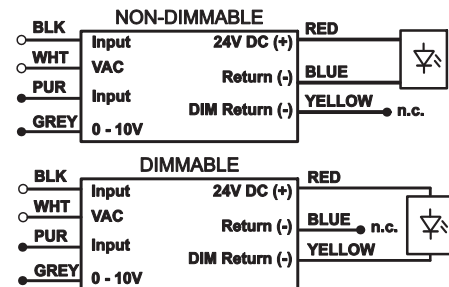 NON-DIMMABLE
BLK Input 24V DC (+) RED
WHT VAC Return (-) BLUE
PUR Input DIM Return (-) YELLOW n.c.
GREY 0 - 10V
DIMMABLE
BLK Input 24V DC (+) RED
WHT VAC Return (-) BLUE n.c.
PUR Input DIM Return (-) YELLOW
GREY 0 - 10V